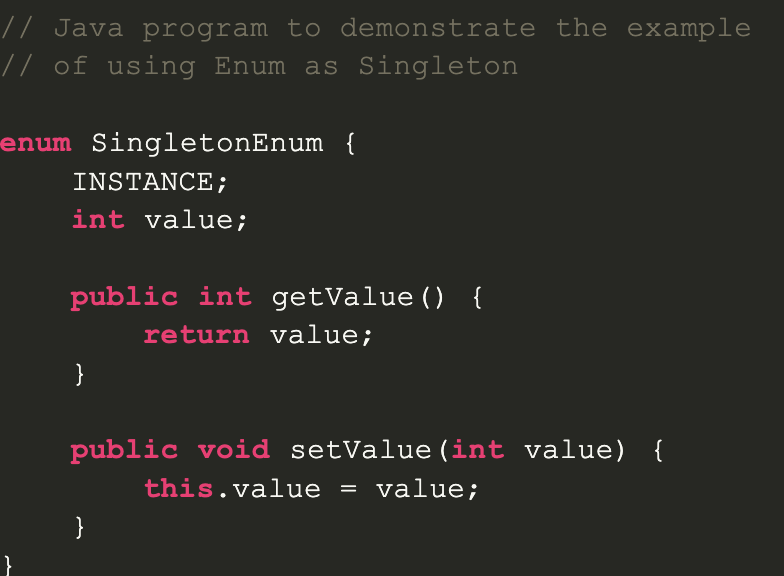 // Java program to demonstrate the example
// of using Enum as Singleton
enum SingletonEnum {
INSTANCE;
int value;
public int getValue() {
return value;
}
public void setValue(int value) {
this.value = value;
}
}